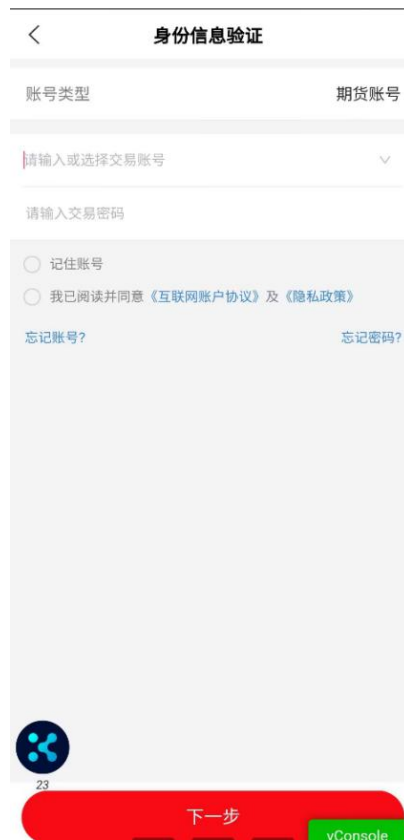 身份信息验证
账号类型 期货账号
请输入或选择交易账号
请输入交易密码
记住账号
我已阅读并同意《互联网账户协议》及《隐私政策》
忘记账号? 忘记密码?
23
下一步
vConsole